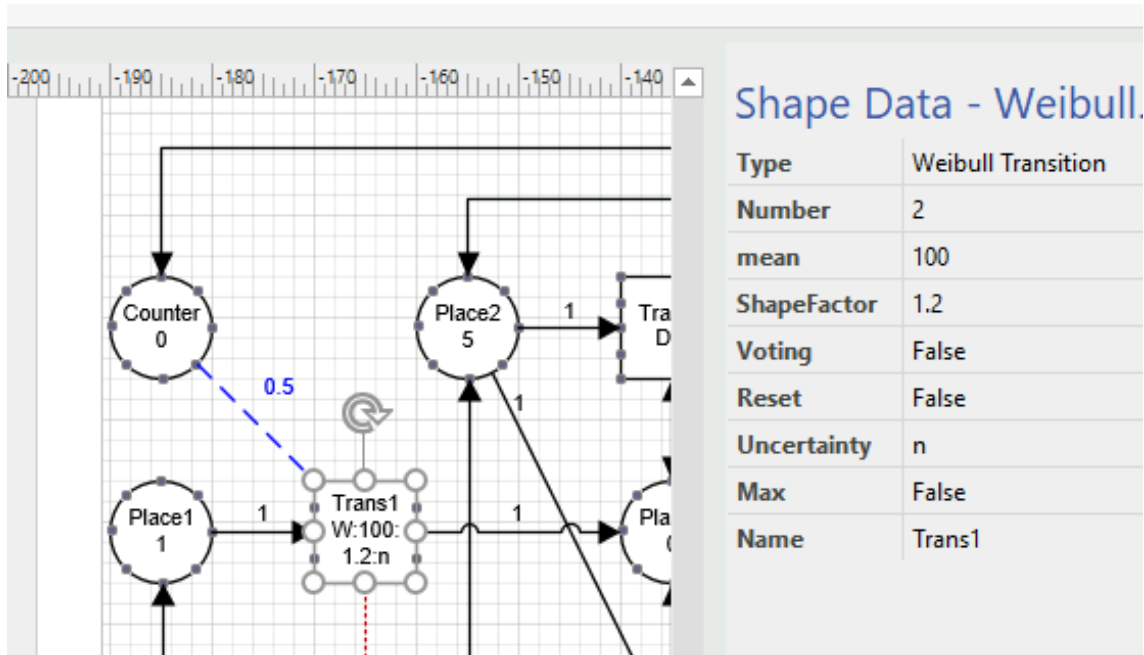 -200 -190 -180 -170 -160 -150 -140
Shape Data - Weibull.
Type Weibull Transition
Number 2
mean 100
ShapeFactor 1.2
Voting False
Reset False
Uncertainty n
Max False
Name Trans1
Counter
0
Place2
5
1
Tra
D
0.5
1
Place1
1
1
Trans1
W:100:
1.2:n
1
Pla